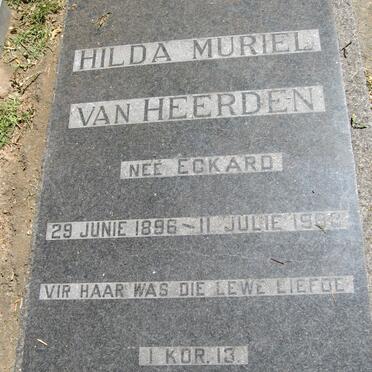 HILDA MURIEL
VAN HEERDEN
NEË ECKARD
29 JUNIE 1896 – 11 JULIE
VIR HAAR WAS DIE LEWE LIEFDE
1 KOR. 13.